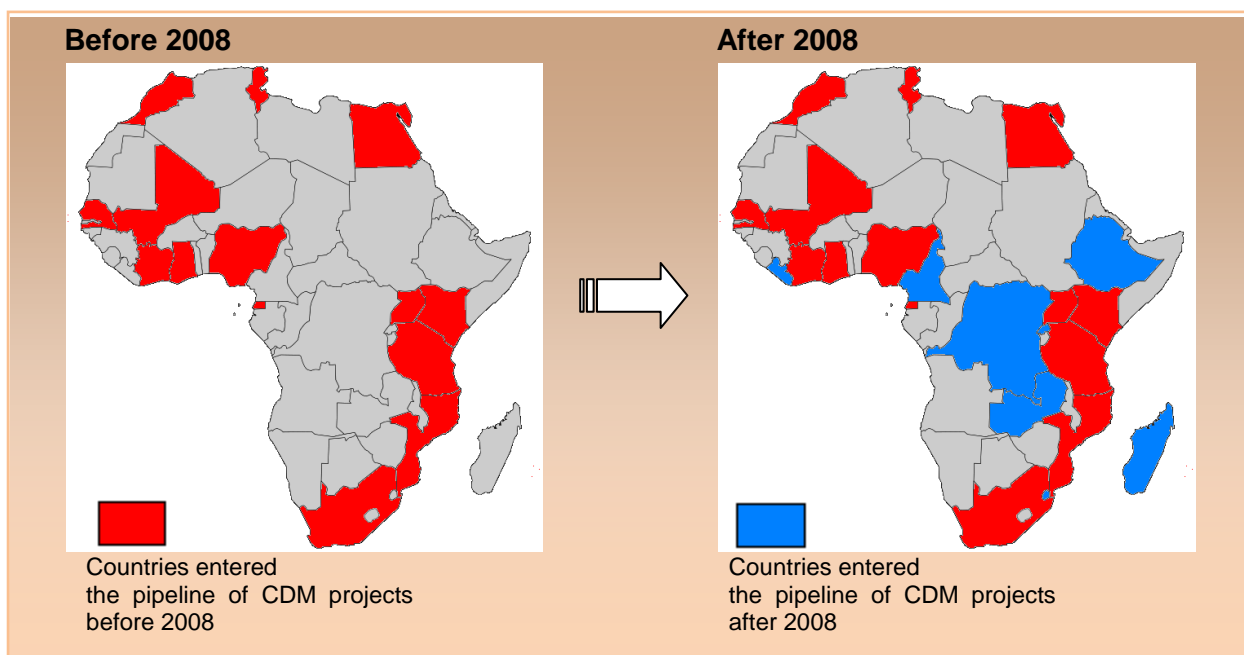 Before 2008
After 2008
Countries entered
the pipeline of CDM projects
before 2008
Countries entered
the pipeline of CDM projects
after 2008